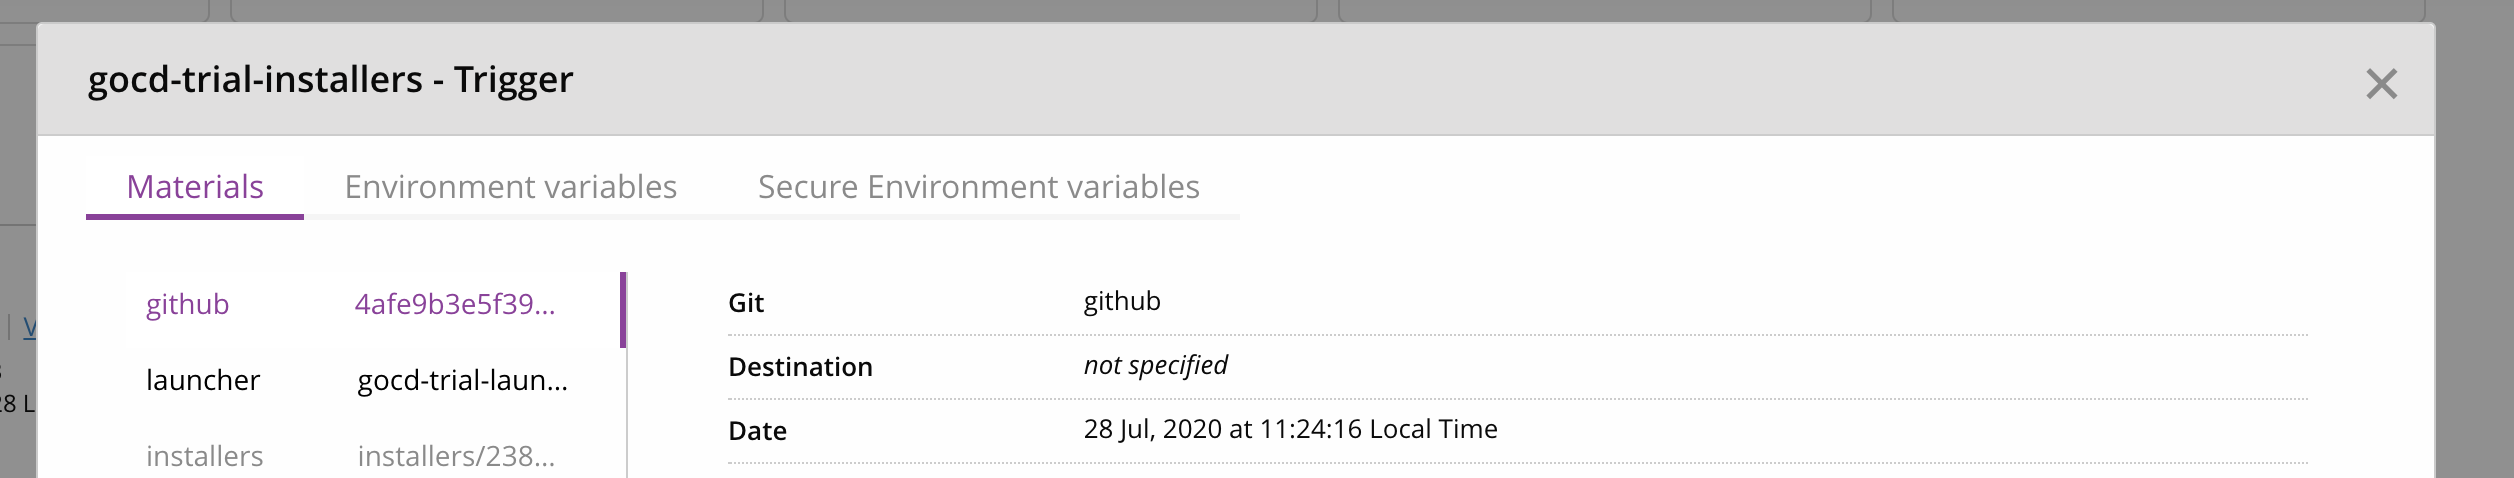 gocd-trial-installers - Trigger
Materials Environment variables Secure Environment variables
github 4afe9b3e5f39...
launcher gocd-trial-laun...
installers installers/238...
Git github
Destination not specified
Date 28 Jul, 2020 at 11:24:16 Local Time
V
28 L